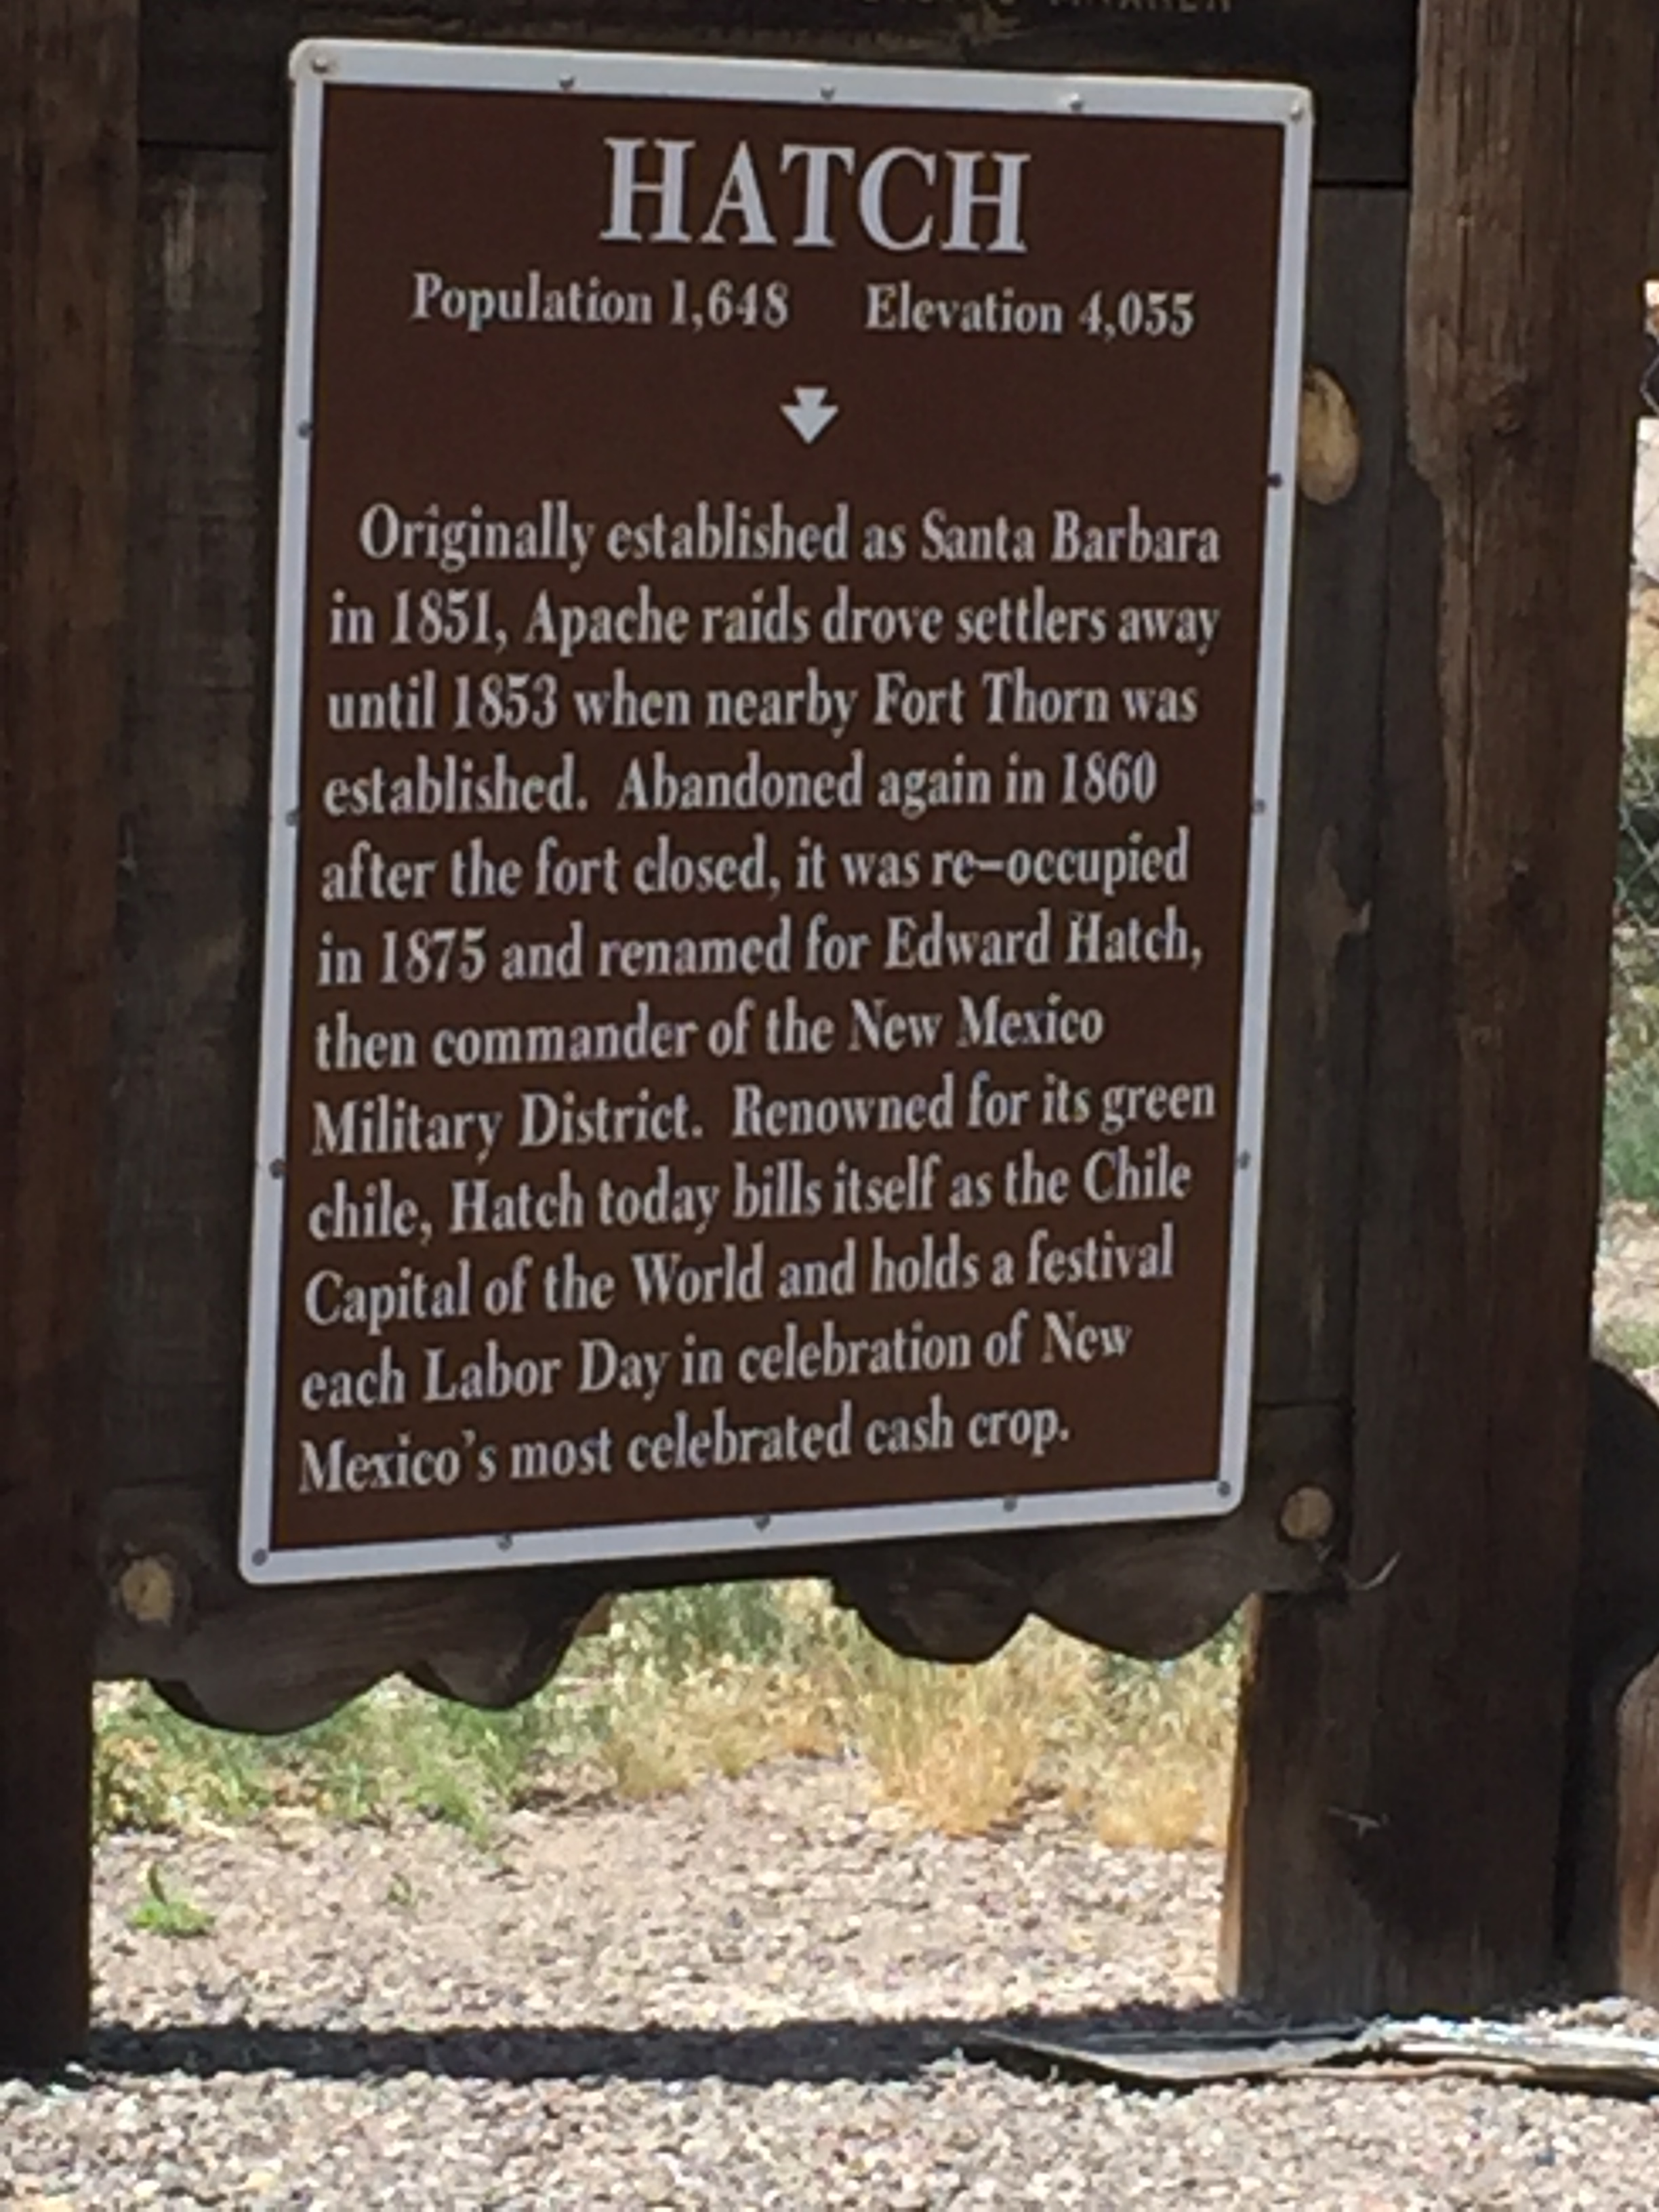 HATCH
Population 1,648 Elevation 4,055
Originally established as Santa Barbara
in 1851, Apache raids drove settlers away
until 1853 when nearby Fort Thorn was
established. Abandoned again in 1860
after the fort closed, it was re-occupied
in 1875 and renamed for Edward Hatch,
then commander of the New Mexico
Military District. Renowned for its green
chile, Hatch today bills itself as the Chile
Capital of the World and holds a festival
each Labor Day in celebration of New
Mexico's most celebrated cash crop.